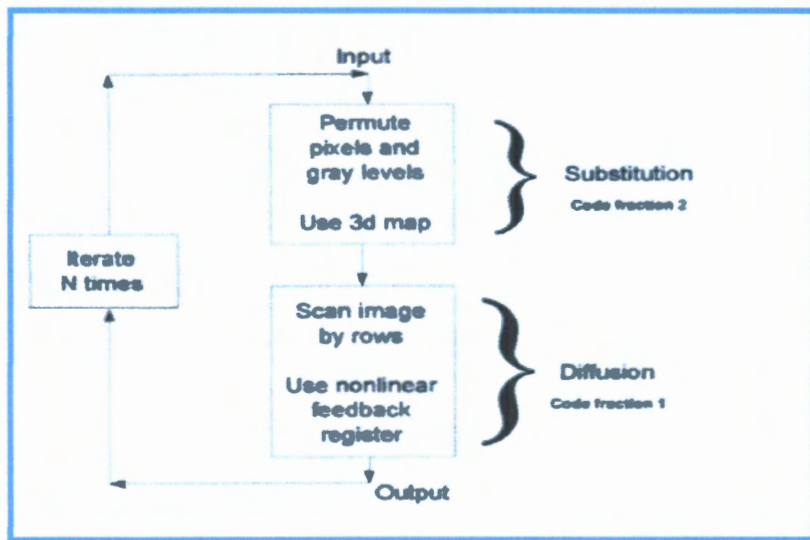 Input
Permute
pixels and
gray levels
Use 3d map
Substitution
Code fraction 2
Iterate
N times
Scan image
by rows
Use nonlinear
feedback
register
Diffusion
Code fraction 1
Output